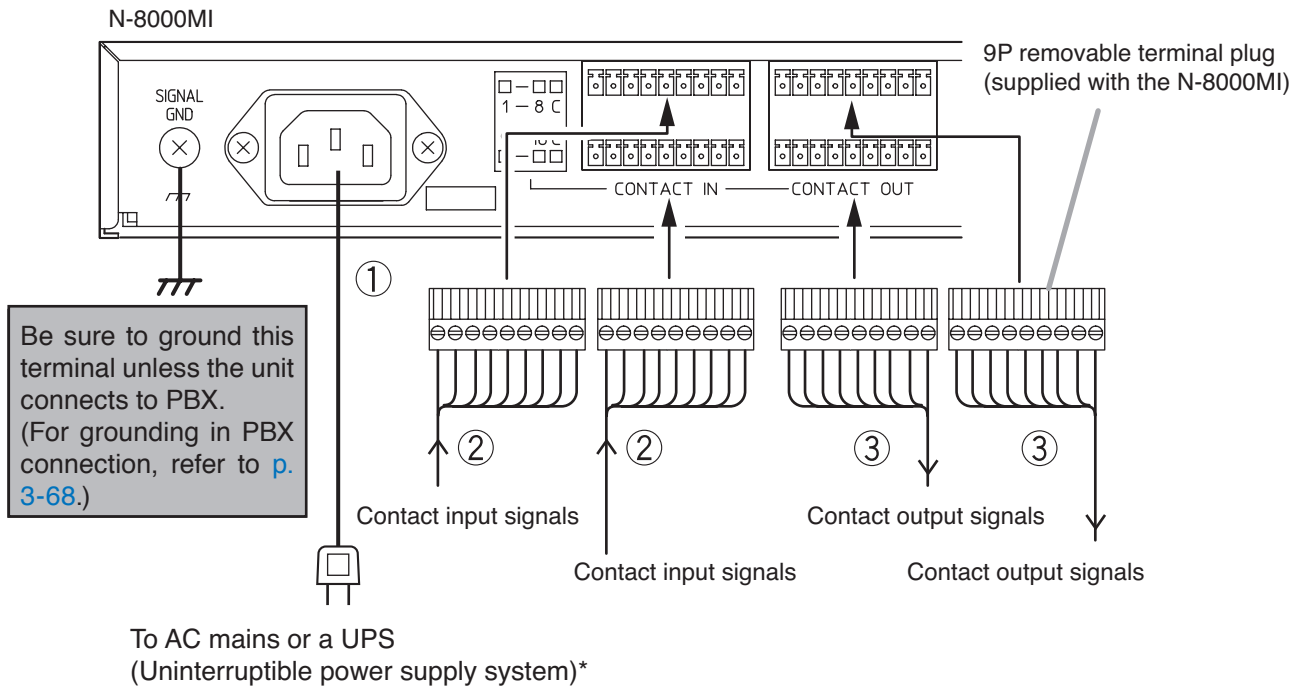 N-8000MI
9P removable terminal plug
(supplied with the N-8000MI)
SIGNAL
GND
1 – 8 C
CONTACT IN
CONTACT OUT
①
Be sure to ground this
terminal unless the unit
connects to PBX.
(For grounding in PBX
connection, refer to p.
3-68.)
②
②
③
③
Contact input signals
Contact output signals
Contact input signals
Contact output signals
To AC mains or a UPS
(Uninterruptible power supply system)*